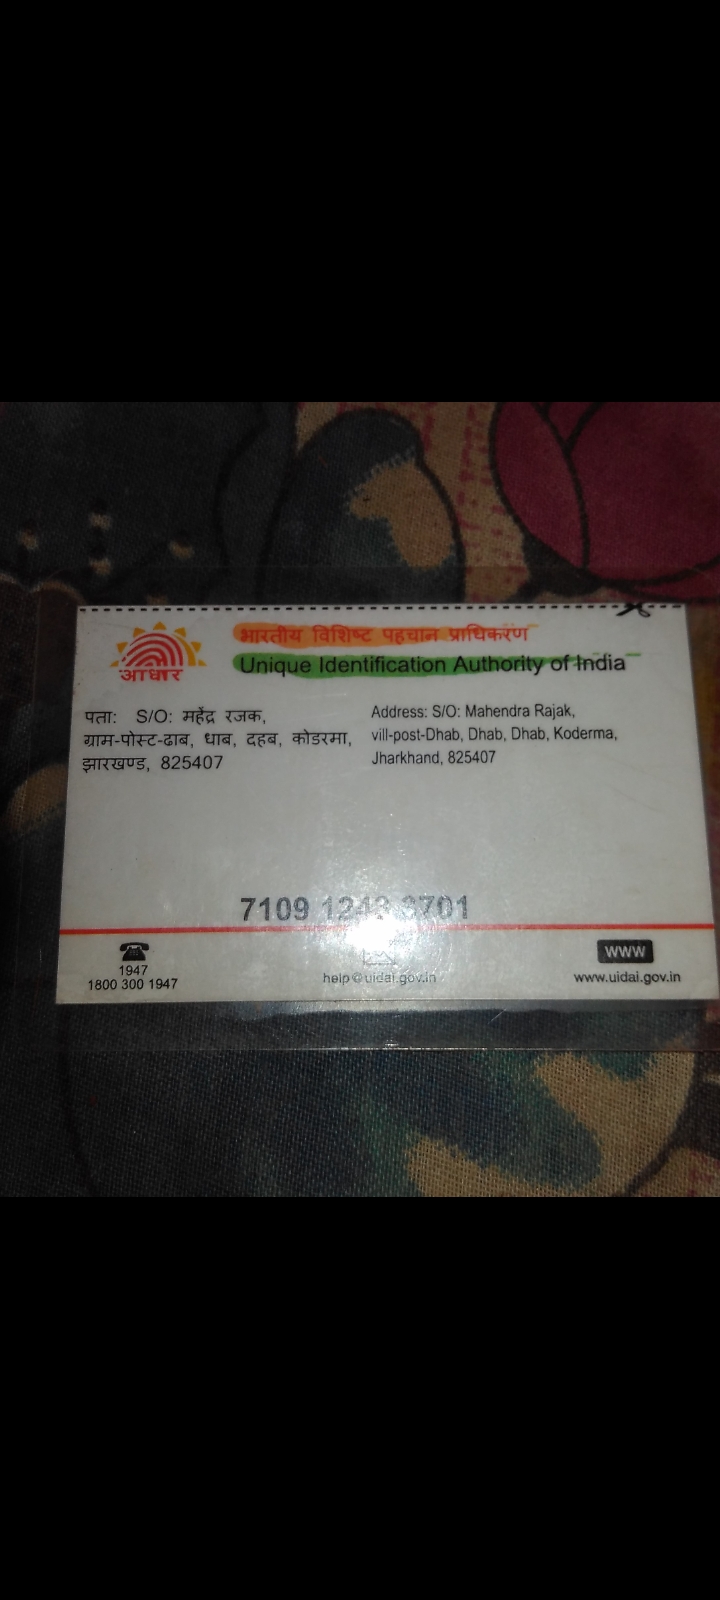 आधार
भारतीय विशिष्ट पहचान प्राधिकरण
Unique Identification Authority of India
पता: S/O: महेंद्र रजक,
ग्राम-पोस्ट-ढाब, धाब, दहब, कोडरमा,
झारखण्ड, 825407
Address: S/O: Mahendra Rajak,
vill-post-Dhab, Dhab, Dhab, Koderma,
Jharkhand, 825407
7109
1947
1800 300 1947
help@uidai.gov.in
www
www.uidai.gov.in